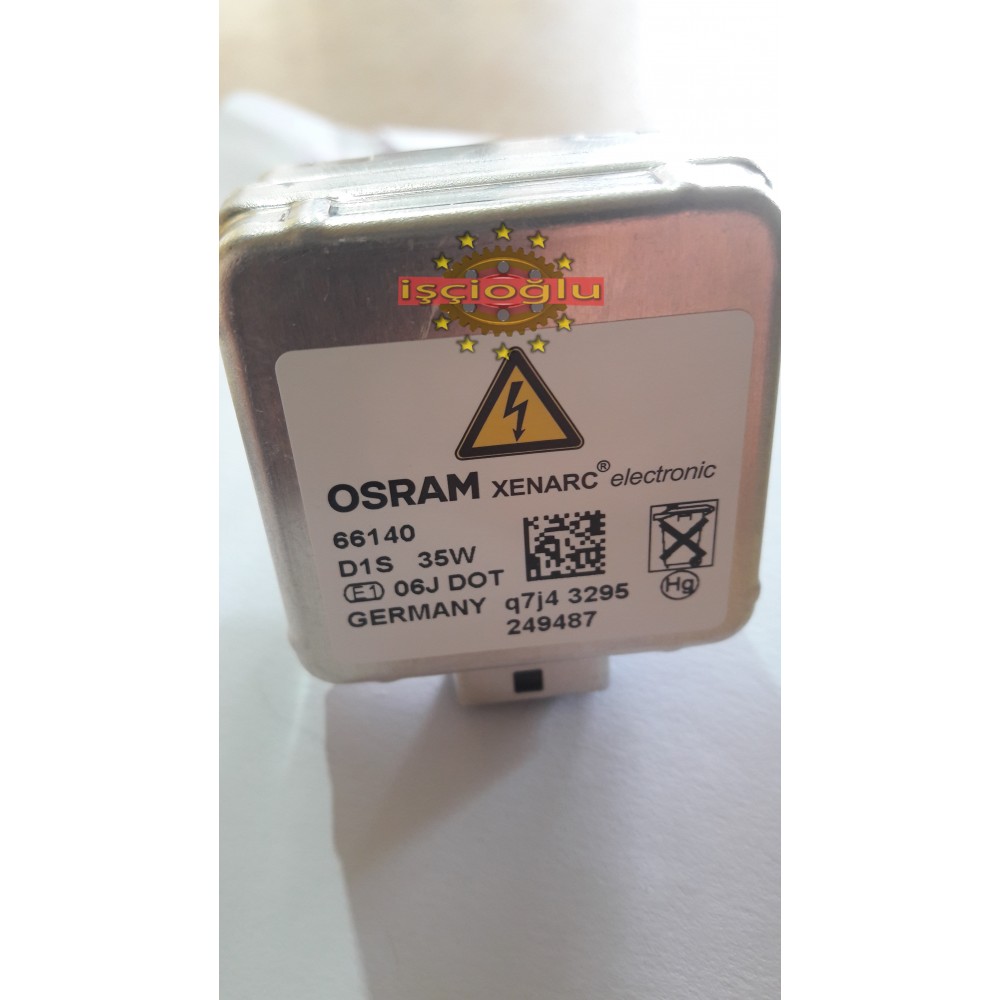 işçioğlu
OSRAM XENARC® electronic
66140
D1S 35W
E1 06J DOT
GERMANY q7j4 3295
249487
Hg